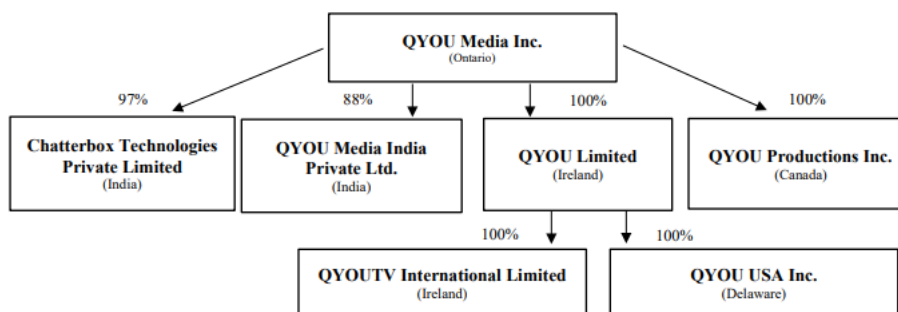 QYOU Media Inc.
(Ontario)
97%
88%
100%
100%
Chatterbox Technologies
Private Limited
(India)
QYOU Media India
Private Ltd.
(India)
QYOU Limited
(Ireland)
QYOU Productions Inc.
(Canada)
100%
100%
QYOUTV International Limited
(Ireland)
QYOU USA Inc.
(Delaware)